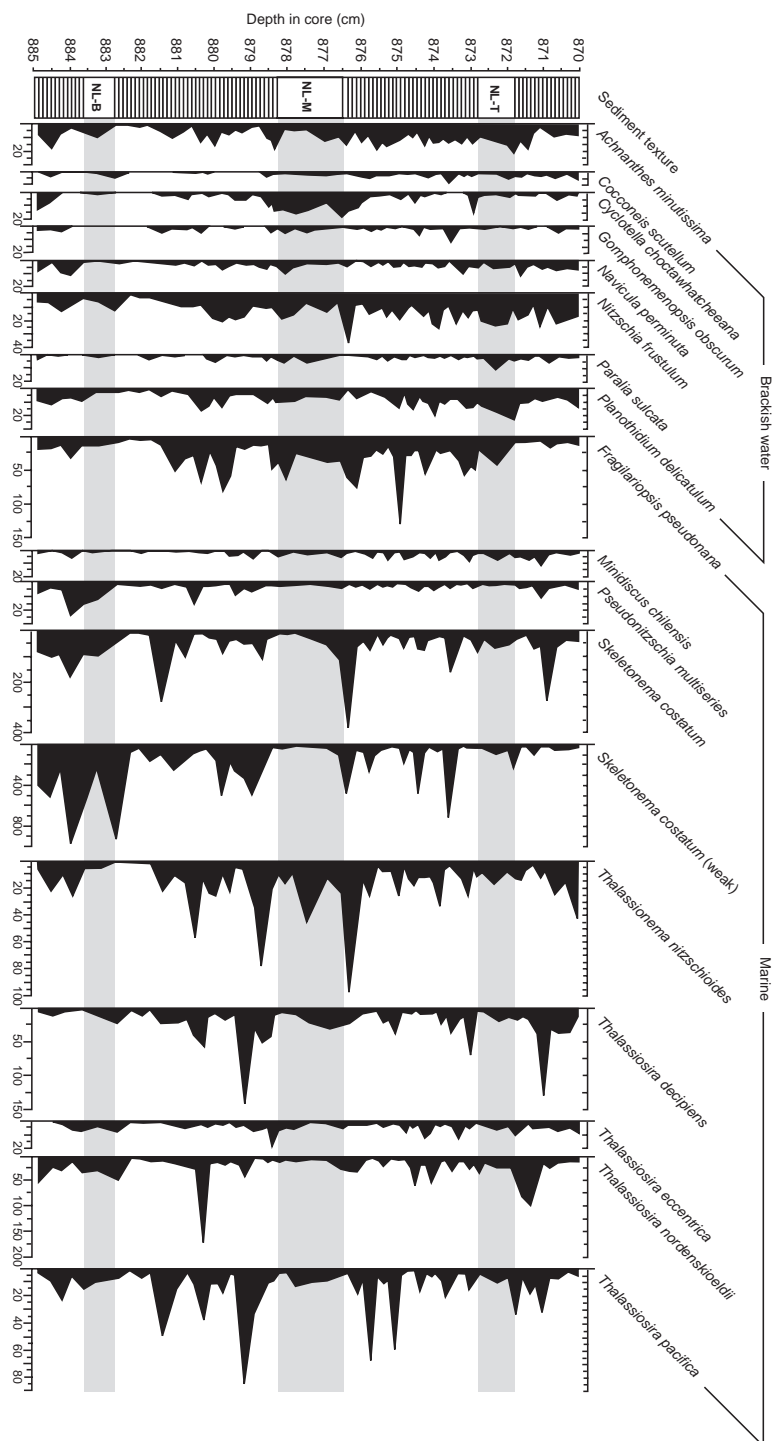 Depth in core (cm)
870
871
872
873
874
875
876
877
878
879
880
881
882
883
884
885
NL-T
NL-M
NL-B
Brackish water
Marine
Sediment texture
Achnanthes minutissima
Cocconeis scutellum
Cyclotella choctawhatcheeana
Gomphonemenopsis obscurum
Navicula perminuta
Nitzschia frustulum
Paralia sulcata
Planothidium delicatulum
Fragilariopsis pseudonana
Minidiscus chilensis
Pseudonitzschia multiseries
Skeletonema costatum
Skeletonema costatum (weak)
Thalassionema nitzschioides
Thalassiosira decipiens
Thalassiosira eccentrica
Thalassiosira nordenskioeldii
Thalassiosira pacifica
20
20
20
20
20 40
20
20
50 100 150
20
20
200 400
400 800
20 40 60 80 100
50 100 150
20
50 100 150 200
20 40 60 80